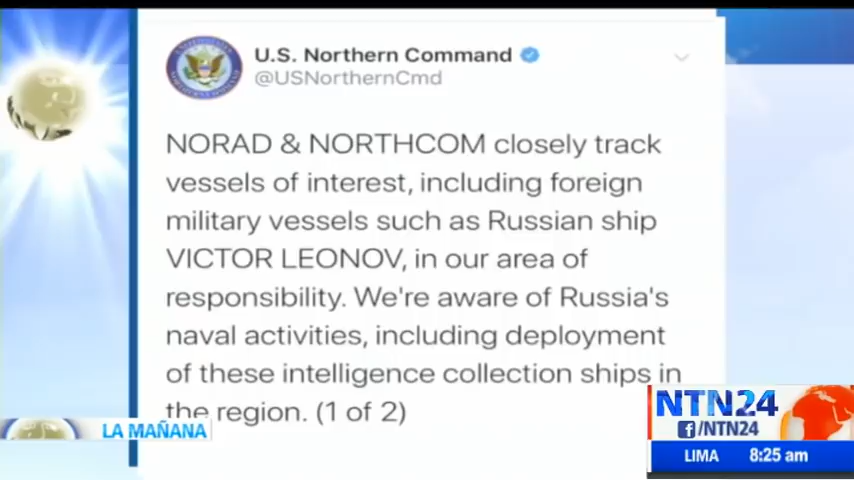 U.S. Northern Command
@USNorthernCmd
NORAD & NORTHCOM closely track
vessels of interest, including foreign
military vessels such as Russian ship
VICTOR LEONOV, in our area of
responsibility. We're aware of Russia's
naval activities, including deployment
of these intelligence collection ships in
the region. (1 of 2)
LA MAÑANA
NTN24
f/NTN24
LIMA 8:25 am